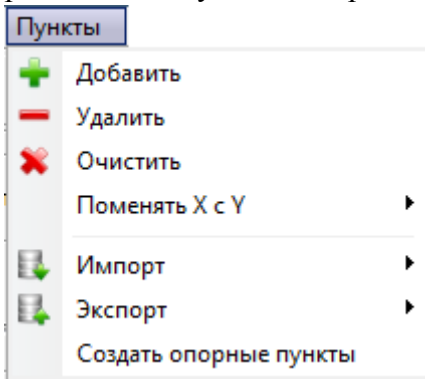 Пункты
Добавить
Удалить
Очистить
Поменять X с Y
Импорт
Экспорт
Создать опорные пункты